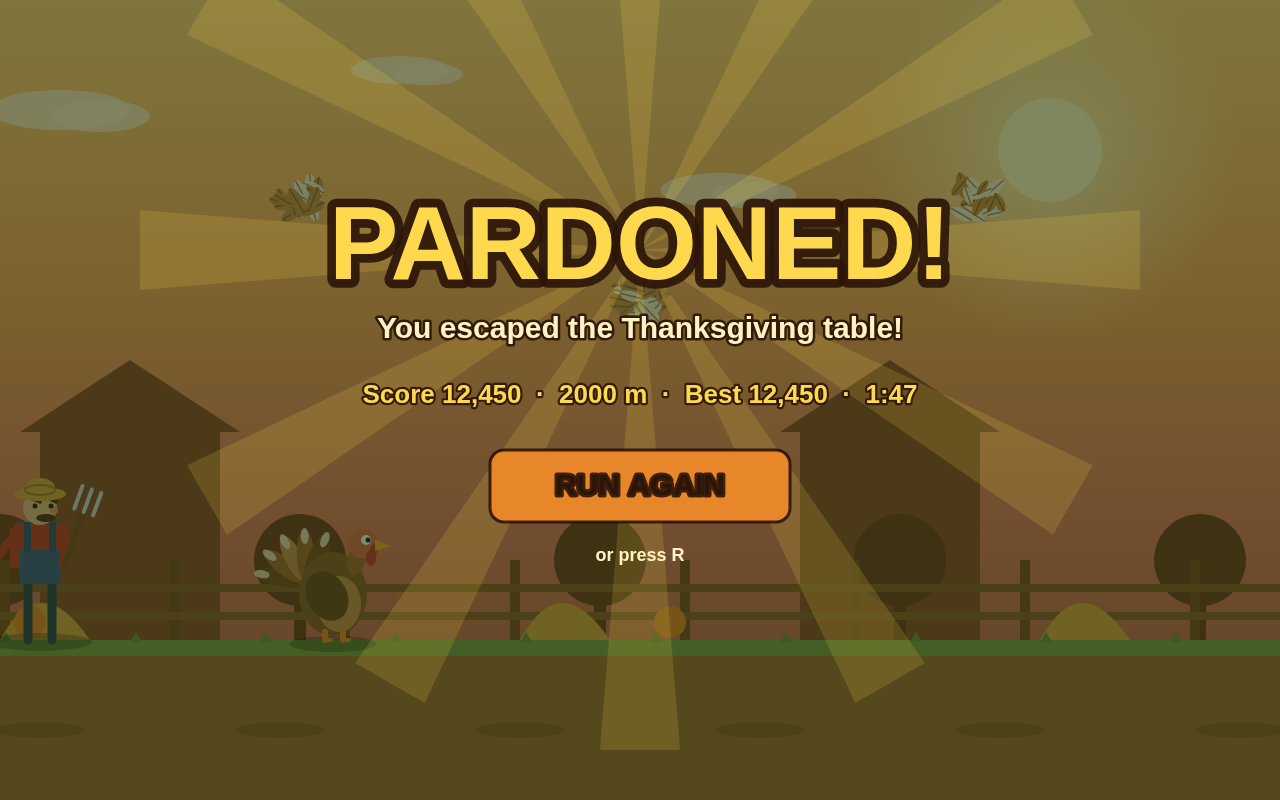 PARDONED!
You escaped the Thanksgiving table!
Score 12,450 · 2000 m · Best 12,450 · 1:47
RUN AGAIN
or press R